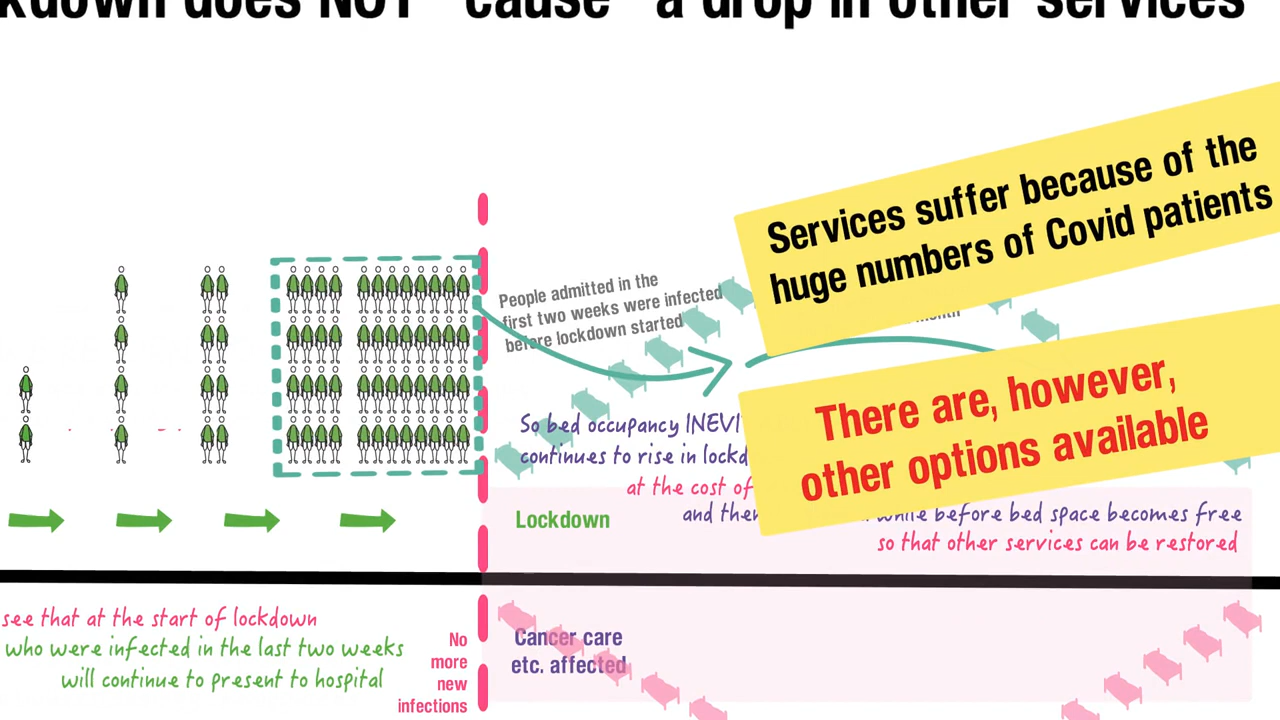 kdown does NOT "cause" a drop in other services
Services suffer because of the
huge numbers of Covid patients
People admitted in the
first two weeks were infected
before lockdown started
month
There are, however,
other options available
So bed occupancy INEVI
continues to rise in lockd
at the cost of
and then while before bed space becomes free
so that other services can be restored
Lockdown
see that at the start of lockdown
who were infected in the last two weeks
will continue to present to hospital
No
more
new
infections
Cancer care
etc. affected